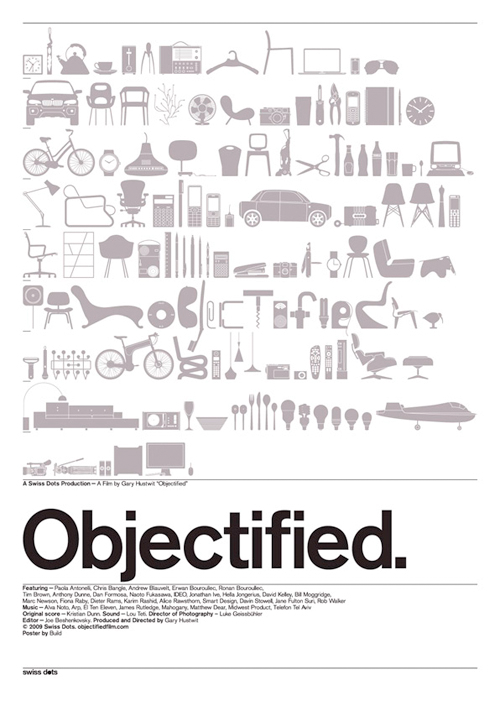 Objectified
A Swiss Dots Production — A Film by Gary Hustwit "Objectified"
Objectified.
Featuring — Paola Antonelli, Chris Bangle, Andrew Blauvelt, Erwan Bouroullec, Ronan Bouroullec,
Tim Brown, Anthony Dunne, Dan Formosa, Naoto Fukasawa, IDEO, Jonathan Ive, Hella Jongerius, David Kelley, Bill Moggridge,
Marc Newson, Fiona Raby, Dieter Rams, Karim Rashid, Alice Rawsthorn, Smart Design, Davin Stowell, Jane Fulton Suri, Rob Walker
Music — Alva Noto, Arp, El Ten Eleven, James Rutledge, Mahogany, Matthew Dear, Midwest Product, Telefon Tel Aviv
Original score — Kristian Dunn. Sound — Lou Teti. Director of Photography — Luke Geissbühler
Editor — Joe Beshenkovsky. Produced and Directed by Gary Hustwit
© 2009 Swiss Dots. objectifiedfilm.com
Poster by Build
swiss dots